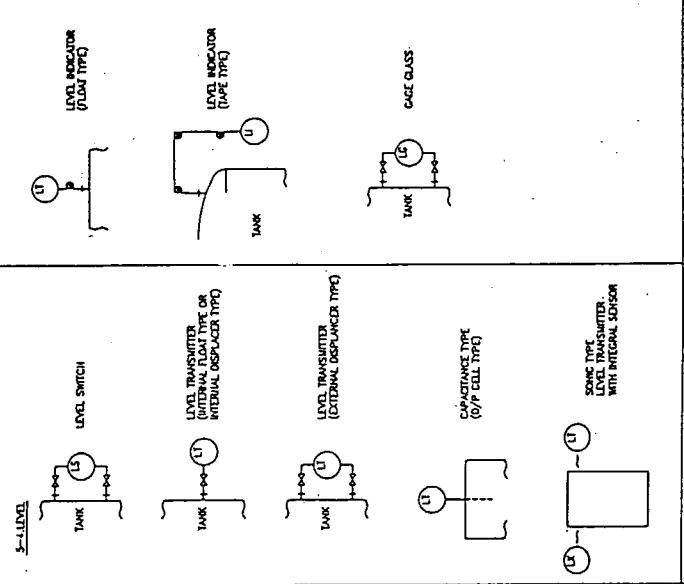 5-4.LEVEL
LS
TANK
LEVEL SWITCH
LT
TANK
LEVEL TRANSMITTER
(INTERNAL FLOAT TYPE OR
INTERNAL DISPLACER TYPE)
LT
TANK
LEVEL TRANSMITTER
(EXTERNAL DISPLANCER TYPE)
LT
CAPACITANCE TYPE
(D/P CELL TYPE)
LX
LT
SONIC TYPE
LEVEL TRANSMITTER.
WITH INTEGRAL SENSOR
LT
LEVEL INDICATOR
(FLOAT TYPE)
LI
TANK
LEVEL INDICATOR
(TAPE TYPE)
LG
TANK
GAGE GLASS